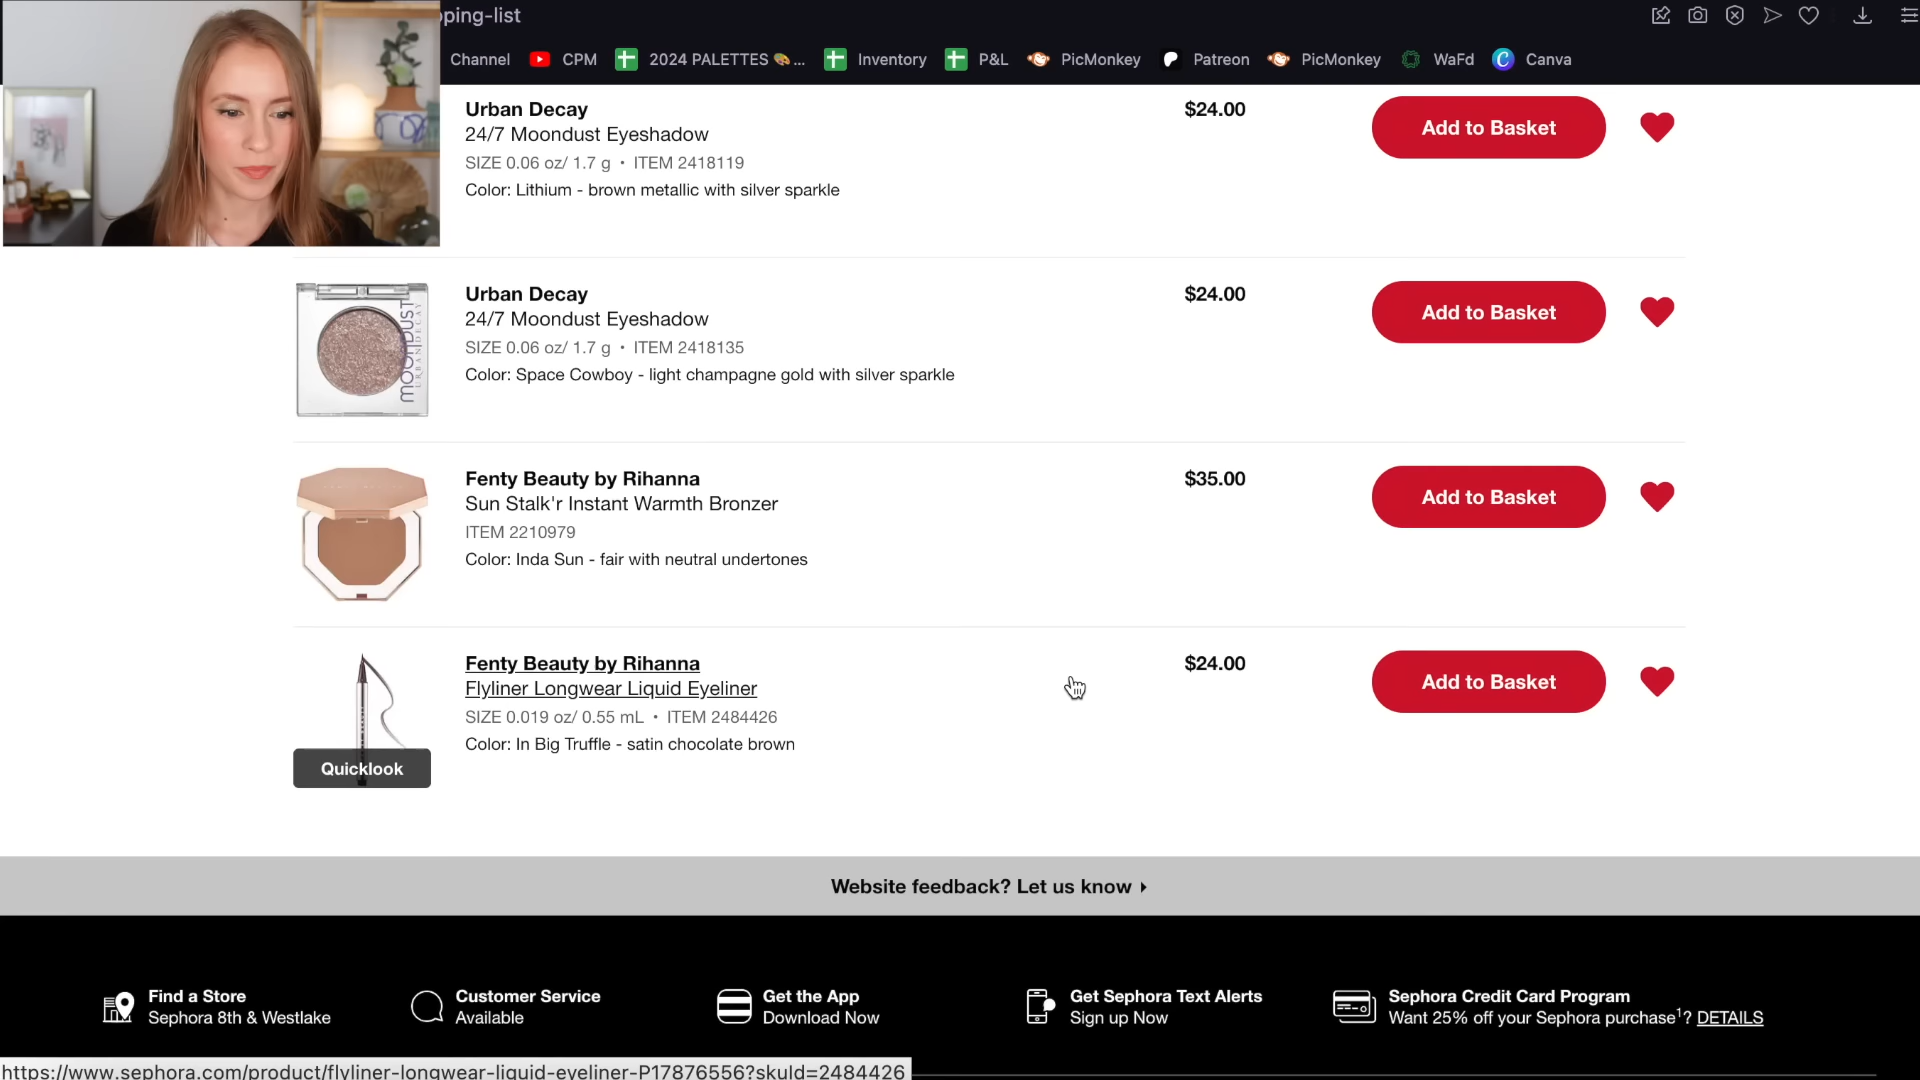 pping-list
Channel CPM 2024 PALETTES 🎨... Inventory P&L PicMonkey Patreon PicMonkey WaFd Canva
Urban Decay
24/7 Moondust Eyeshadow
SIZE 0.06 oz/ 1.7 g • ITEM 2418119
Color: Lithium - brown metallic with silver sparkle
$24.00
Add to Basket
MOONDUST
URBAN DECAY
Urban Decay
24/7 Moondust Eyeshadow
SIZE 0.06 oz/ 1.7 g • ITEM 2418135
Color: Space Cowboy - light champagne gold with silver sparkle
$24.00
Add to Basket
Fenty Beauty by Rihanna
Sun Stalk'r Instant Warmth Bronzer
ITEM 2210979
Color: Inda Sun - fair with neutral undertones
$35.00
Add to Basket
Quicklook
Fenty Beauty by Rihanna
Flyliner Longwear Liquid Eyeliner
SIZE 0.019 oz/ 0.55 mL • ITEM 2484426
Color: In Big Truffle - satin chocolate brown
$24.00
Add to Basket
Website feedback? Let us know
Find a Store
Sephora 8th & Westlake
Customer Service
Available
Get the App
Download Now
Get Sephora Text Alerts
Sign up Now
Sephora Credit Card Program
Want 25% off your Sephora purchase¹? DETAILS
https://www.sephora.com/product/flyliner-longwear-liquid-eyeliner-P17876556?skuId=2484426